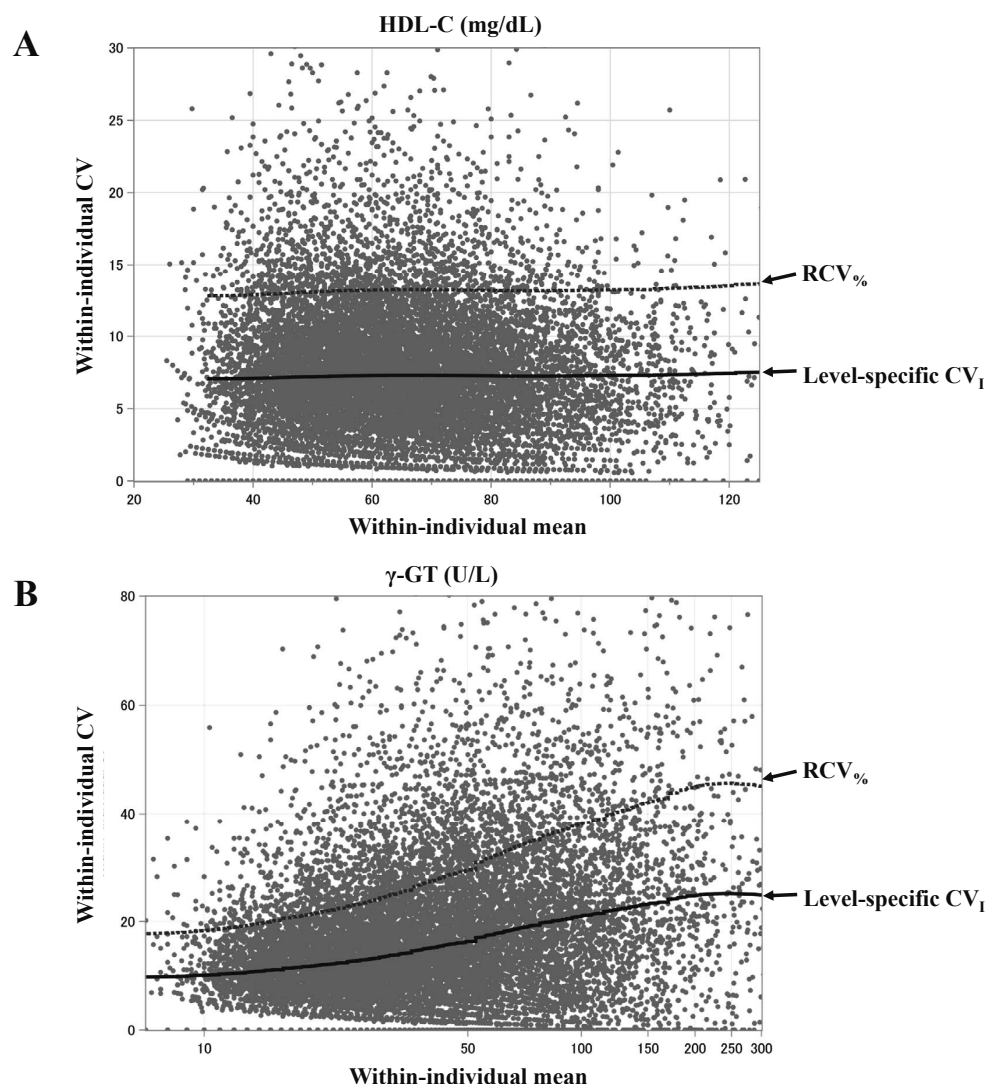 A
HDL-C (mg/dL)
30
25
20
15
10
5
0
Within-individual CV
RCV%
Level-specific CVI
20 40 60 80 100 120
Within-individual mean
B
γ-GT (U/L)
80
60
40
20
0
Within-individual CV
RCV%
Level-specific CVI
10 50 100 150 200 250 300
Within-individual mean